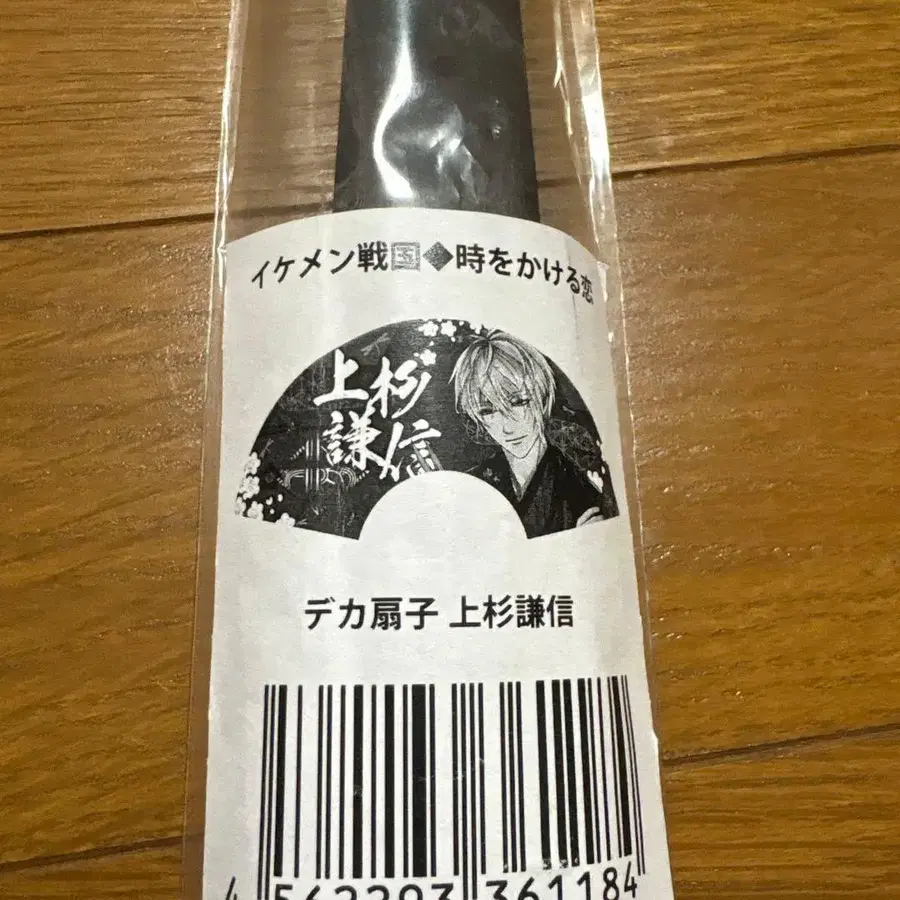 イケメン戦国◆時をかける恋
上杉
謙信
デカ扇子 上杉謙信
4 562293 361184